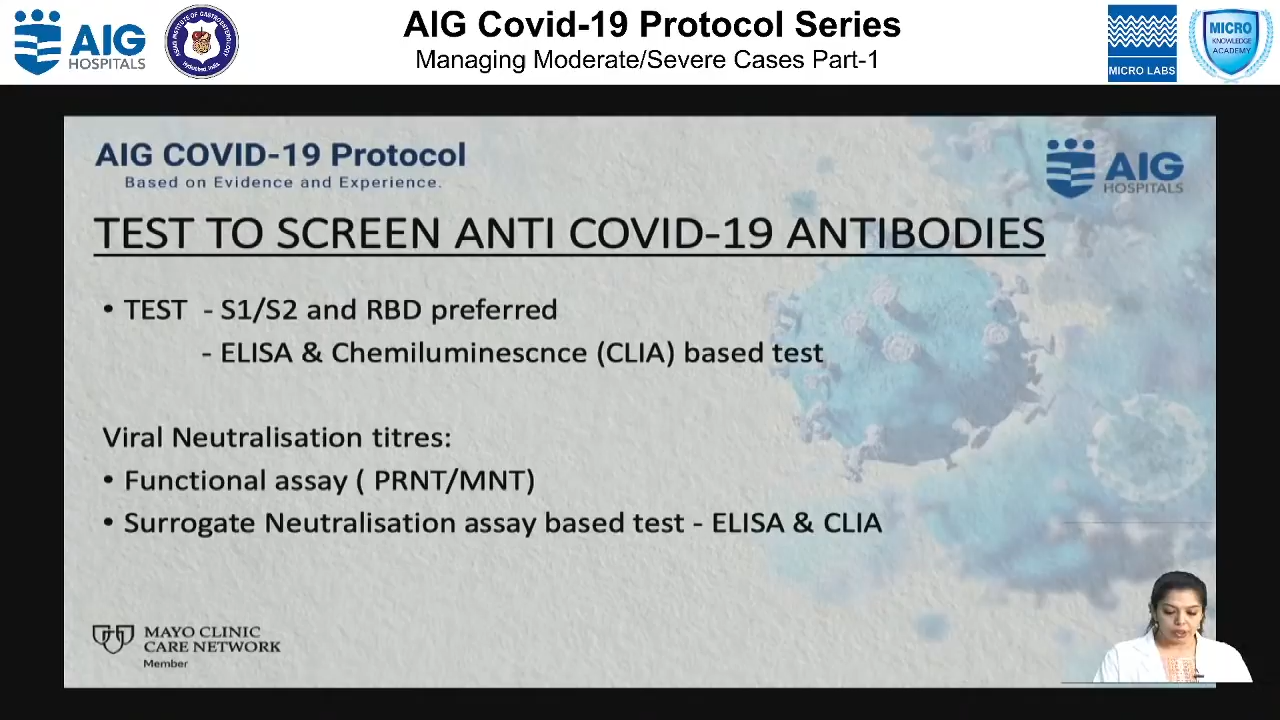 AIG
HOSPITALS
AIG Covid-19 Protocol Series
Managing Moderate/Severe Cases Part-1
MICRO LABS
MICRO
KNOWLEDGE
ACADEMY
AIG COVID-19 Protocol
Based on Evidence and Experience.
AIG
HOSPITALS
TEST TO SCREEN ANTI COVID-19 ANTIBODIES
• TEST - S1/S2 and RBD preferred
- ELISA & Chemiluminescnce (CLIA) based test
Viral Neutralisation titres:
• Functional assay ( PRNT/MNT)
• Surrogate Neutralisation assay based test - ELISA & CLIA
MAYO CLINIC
CARE NETWORK
Member